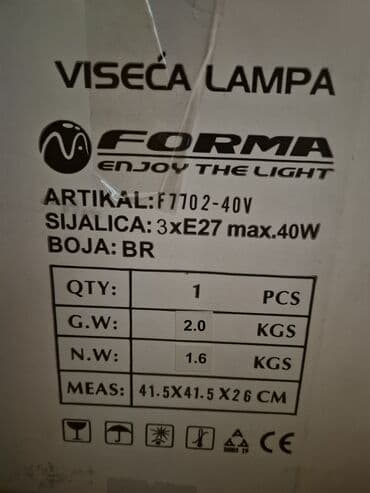 VISEĆA LAMPA
FORMA
ENJOY THE LIGHT
ARTIKAL:F7702-40V
SIJALICA: 3xE27 max.40W
BOJA: BR
QTY: 1 PCS
G.W: 2.0 KGS
N.W: 1.6 KGS
MEAS: 41.5X41.5X26 CM
CE